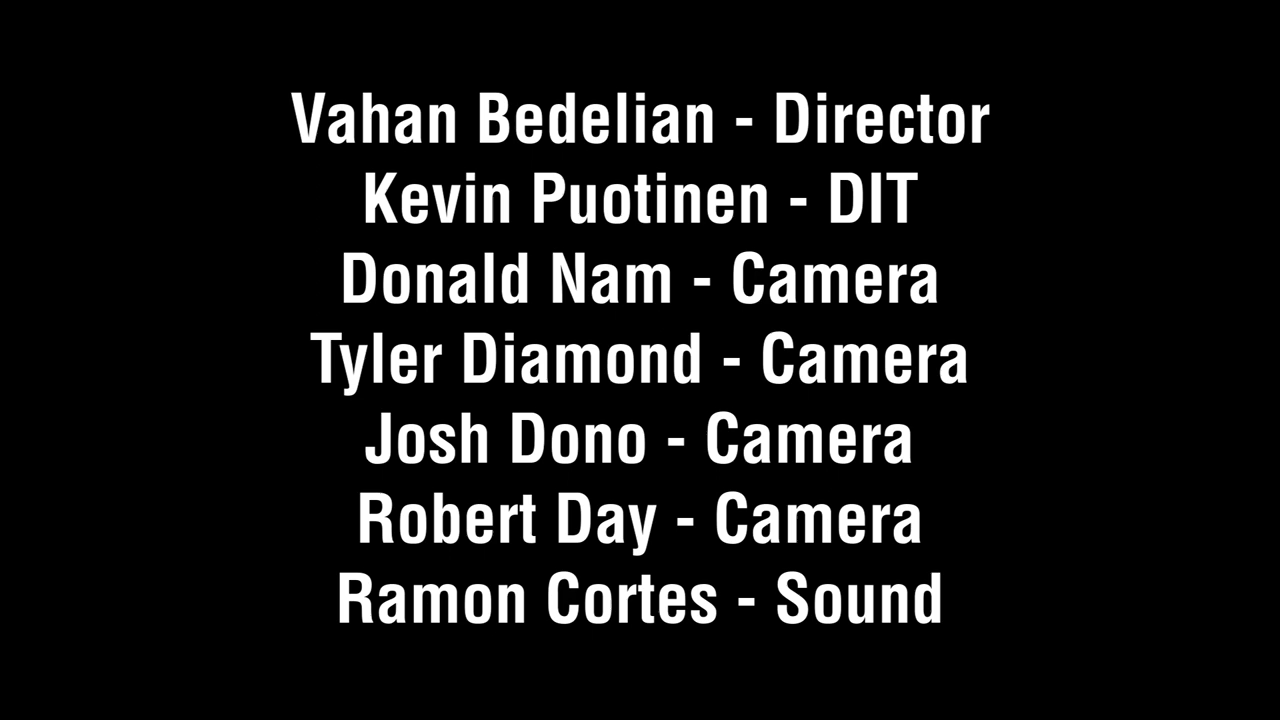 Vahan Bedelian - Director
Kevin Puotinen - DIT
Donald Nam - Camera
Tyler Diamond - Camera
Josh Dono - Camera
Robert Day - Camera
Ramon Cortes - Sound